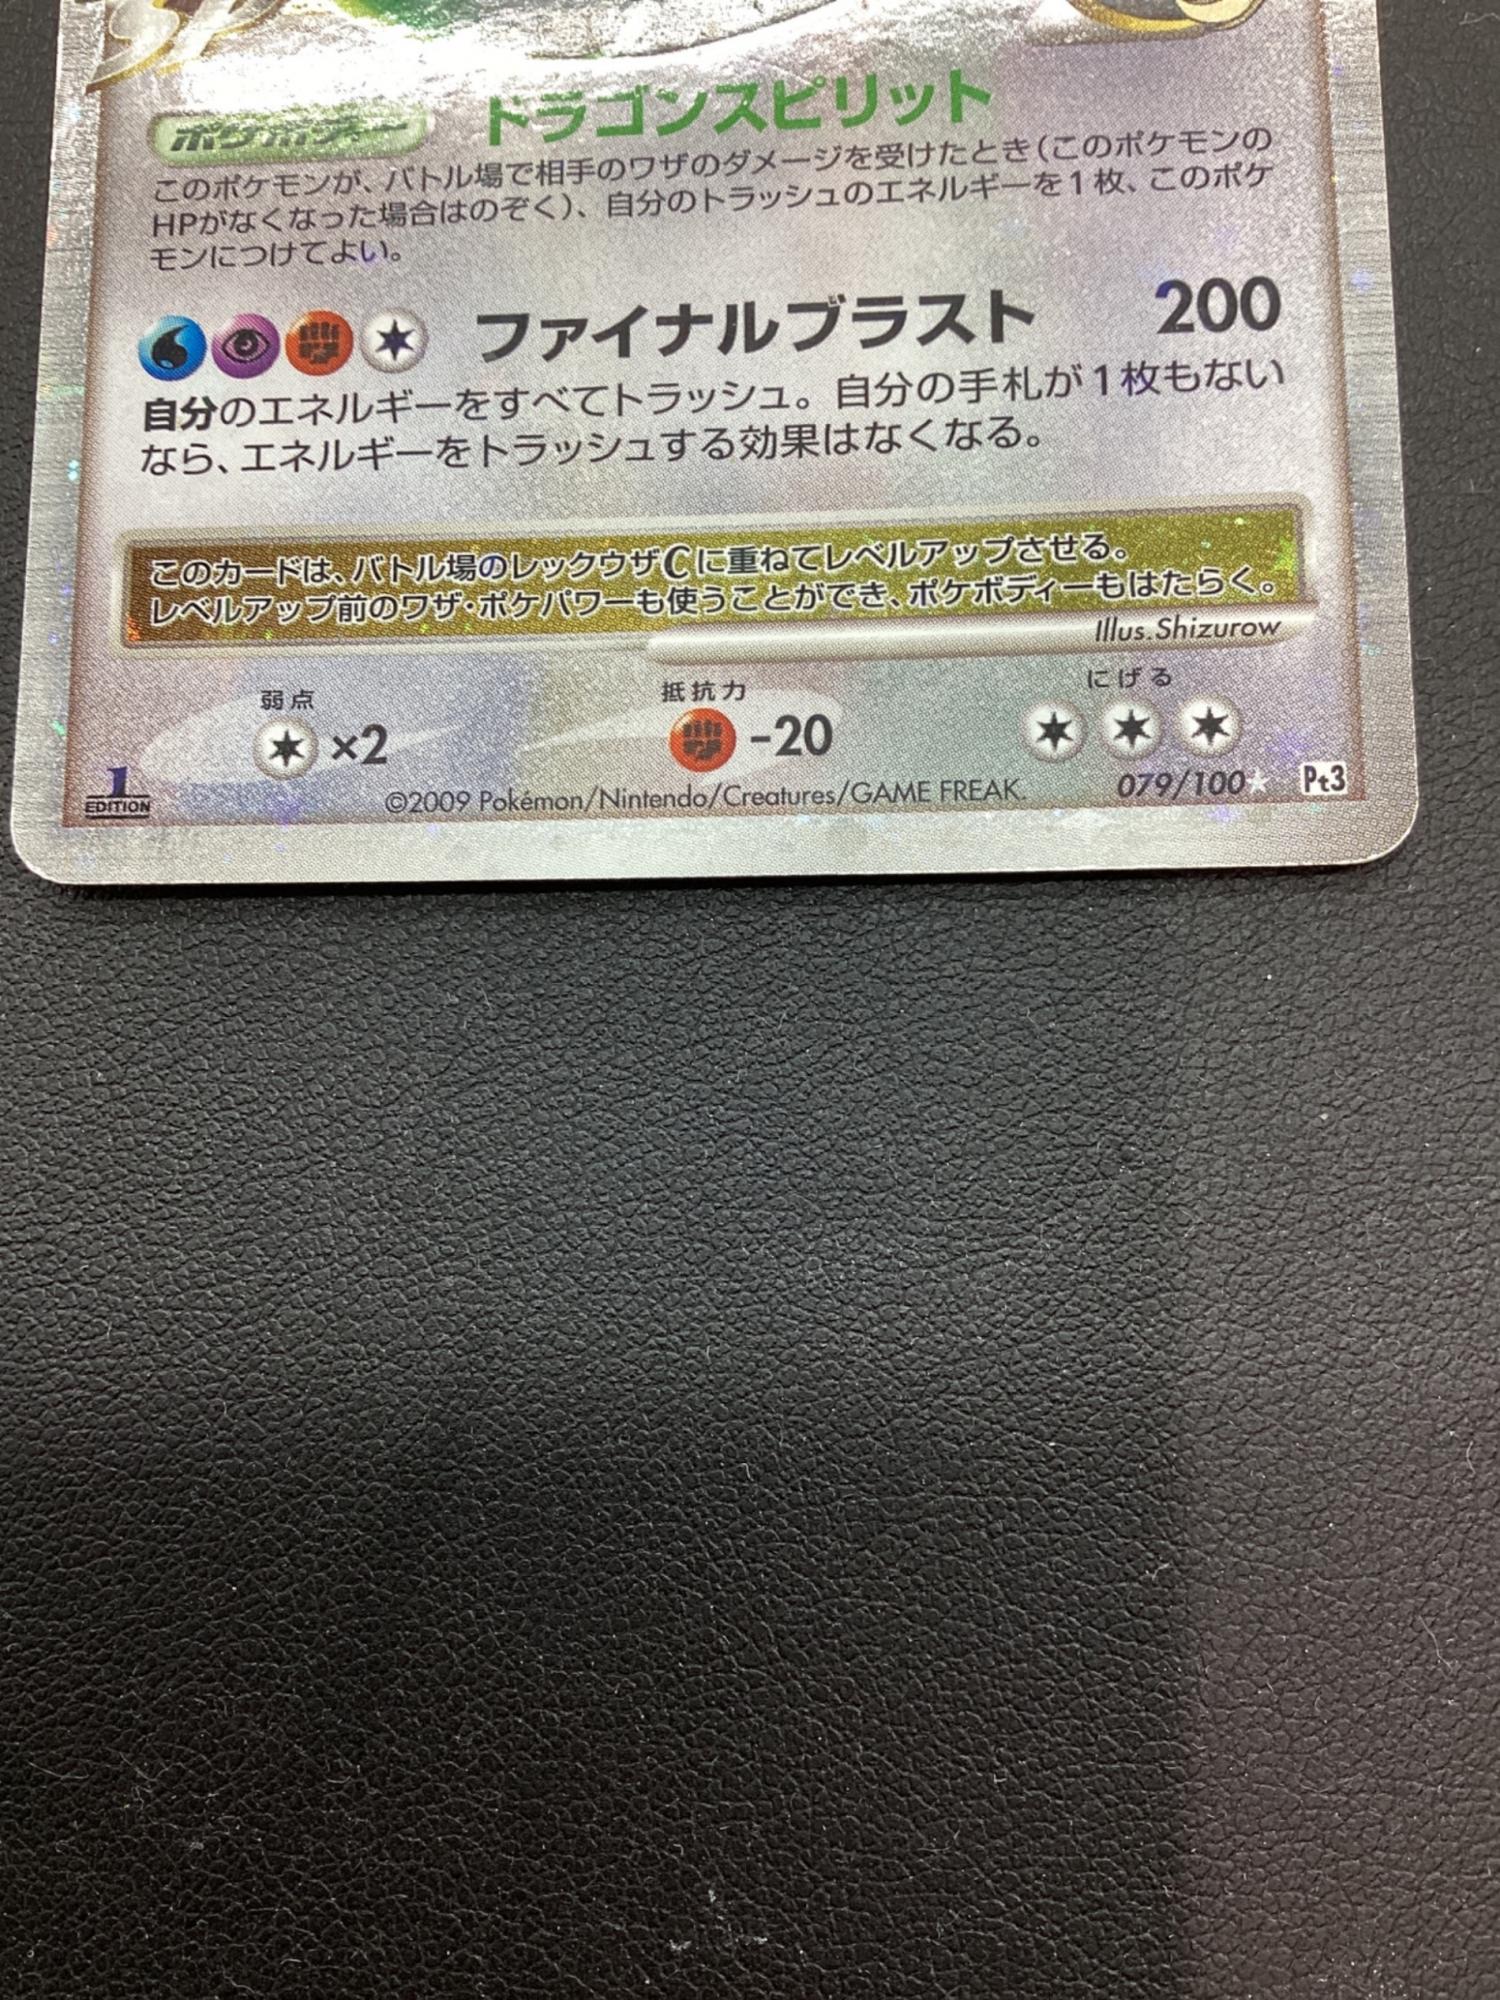 SP
ポケボディー ドラゴンスピリット
このポケモンが、バトル場で相手のワザのダメージを受けたとき(このポケモンの
HPがなくなった場合はのぞく)、自分のトラッシュのエネルギーを1枚、このポケ
モンにつけてよい。
ファイナルブラスト 200
自分のエネルギーをすべてトラッシュ。自分の手札が1枚もない
なら、エネルギーをトラッシュする効果はなくなる。
このカードは、バトル場のレックウザCに重ねてレベルアップさせる。
レベルアップ前のワザ・ポケパワーも使うことができ、ポケボディーもはたらく。
Illus.Shizurow
弱点 抵抗力 にげる
×2 -20
1 EDITION ©2009 Pokémon/Nintendo/Creatures/GAME FREAK. 079/100★ Pt3